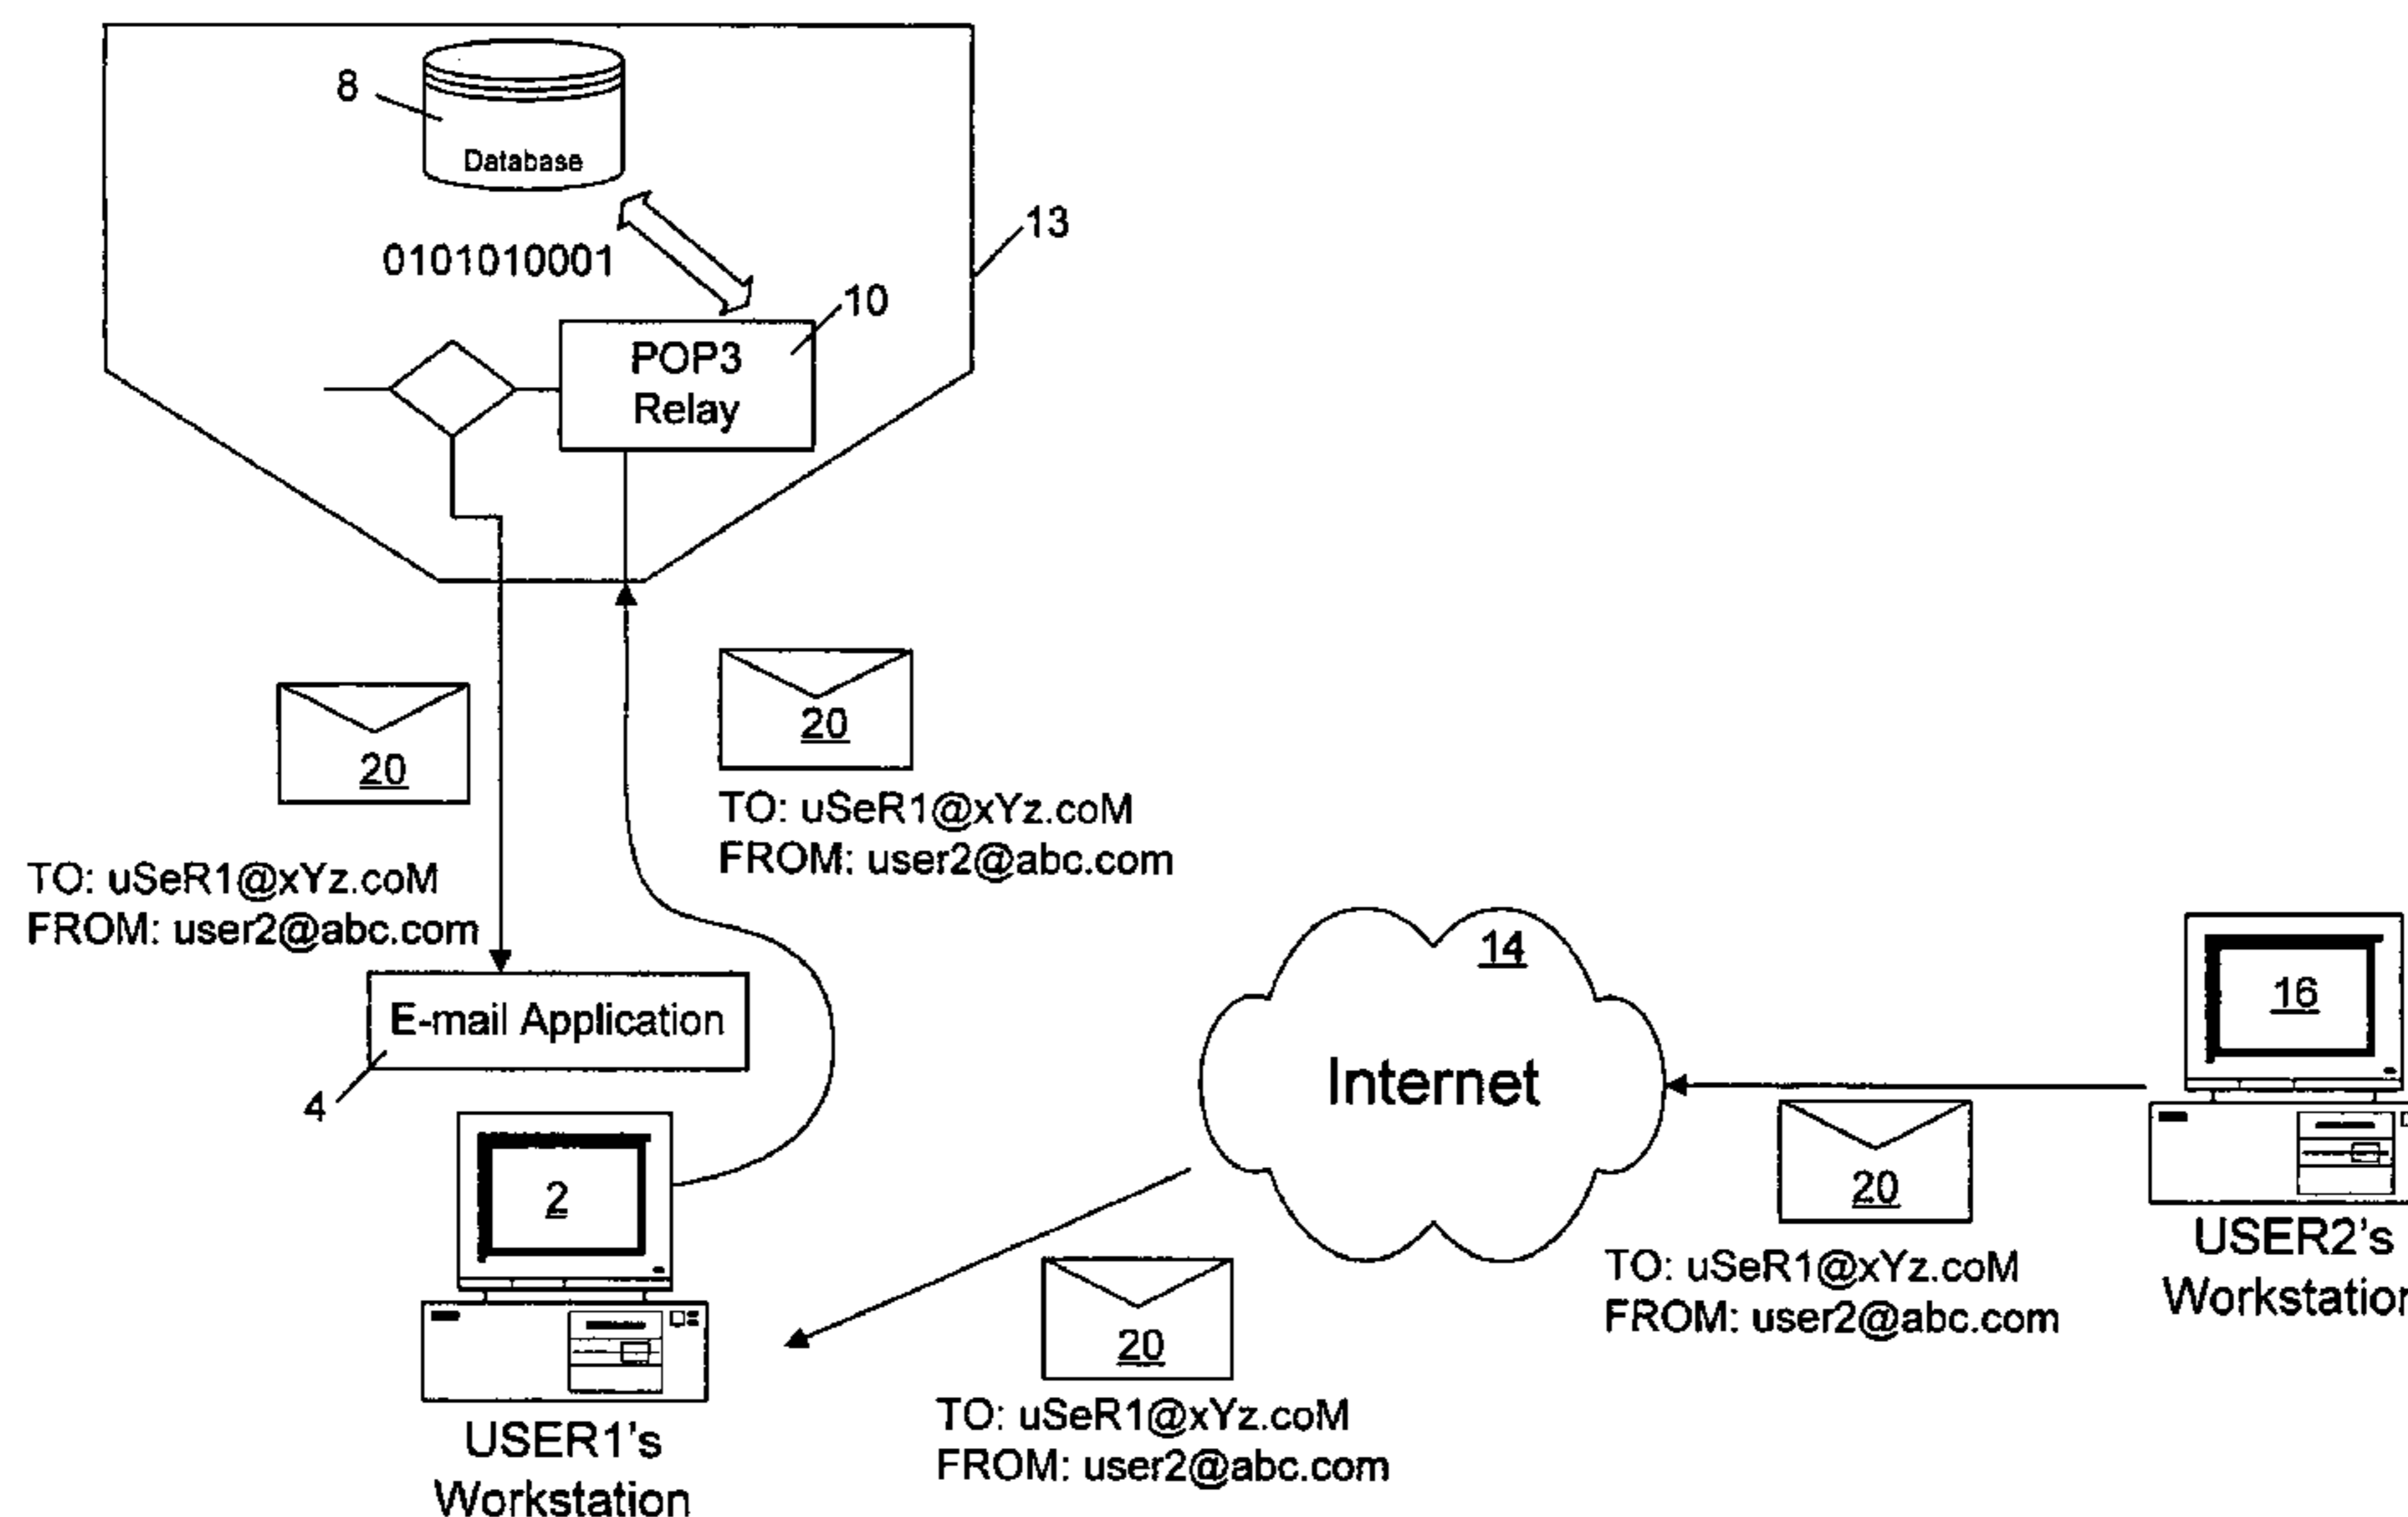 8
Database
13
0101010001
10
POP3
Relay
20
20
TO: uSeR1@xYz.coM
FROM: user2@abc.com
TO: uSeR1@xYz.coM
FROM: user2@abc.com
14
16
E-mail Application
Internet
4
2
20
USER2's
Workstation
TO: uSeR1@xYz.coM
FROM: user2@abc.com
20
TO: uSeR1@xYz.coM
FROM: user2@abc.com
USER1's
Workstation